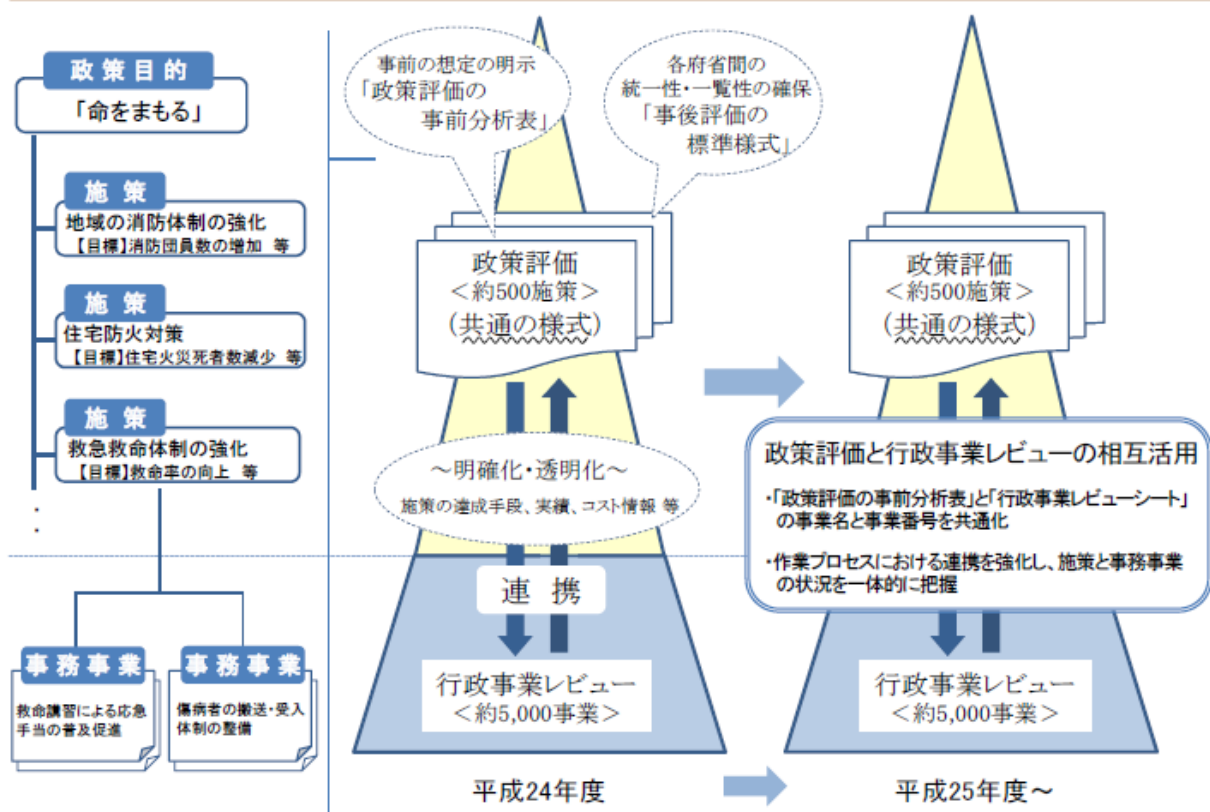 政策目的
「命をまもる」
施策
地域の消防体制の強化
【目標】消防団員数の増加 等
施策
住宅防火対策
【目標】住宅火災死者数減少 等
施策
救急救命体制の強化
【目標】救命率の向上 等
・
・
事務事業
救命講習による応急
手当の普及促進
事務事業
傷病者の搬送・受入
体制の整備
事前の想定の明示
「政策評価の
事前分析表」
各府省間の
統一性・一覧性の確保
「事後評価の
標準様式」
政策評価
＜約500施策＞
(共通の様式)
～明確化・透明化～
施策の達成手段、実績、コスト情報 等
連携
行政事業レビュー
＜約5,000事業＞
平成24年度
政策評価
＜約500施策＞
(共通の様式)
政策評価と行政事業レビューの相互活用
・「政策評価の事前分析表」と「行政事業レビューシート」
の事業名と事業番号を共通化
・作業プロセスにおける連携を強化し、施策と事務事業
の状況を一体的に把握
行政事業レビュー
＜約5,000事業＞
平成25年度～